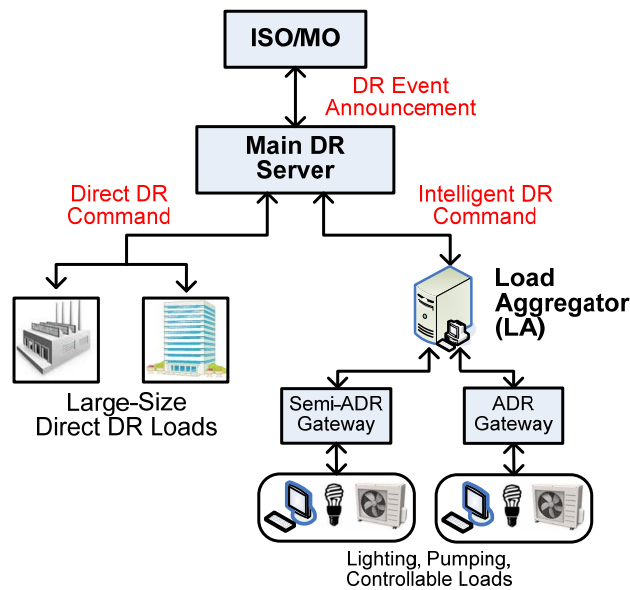 ISO/MO
DR Event
Announcement
Main DR
Server
Direct DR
Command
Intelligent DR
Command
Load
Aggregator
(LA)
Large-Size
Direct DR Loads
Semi-ADR
Gateway
ADR
Gateway
Lighting, Pumping,
Controllable Loads